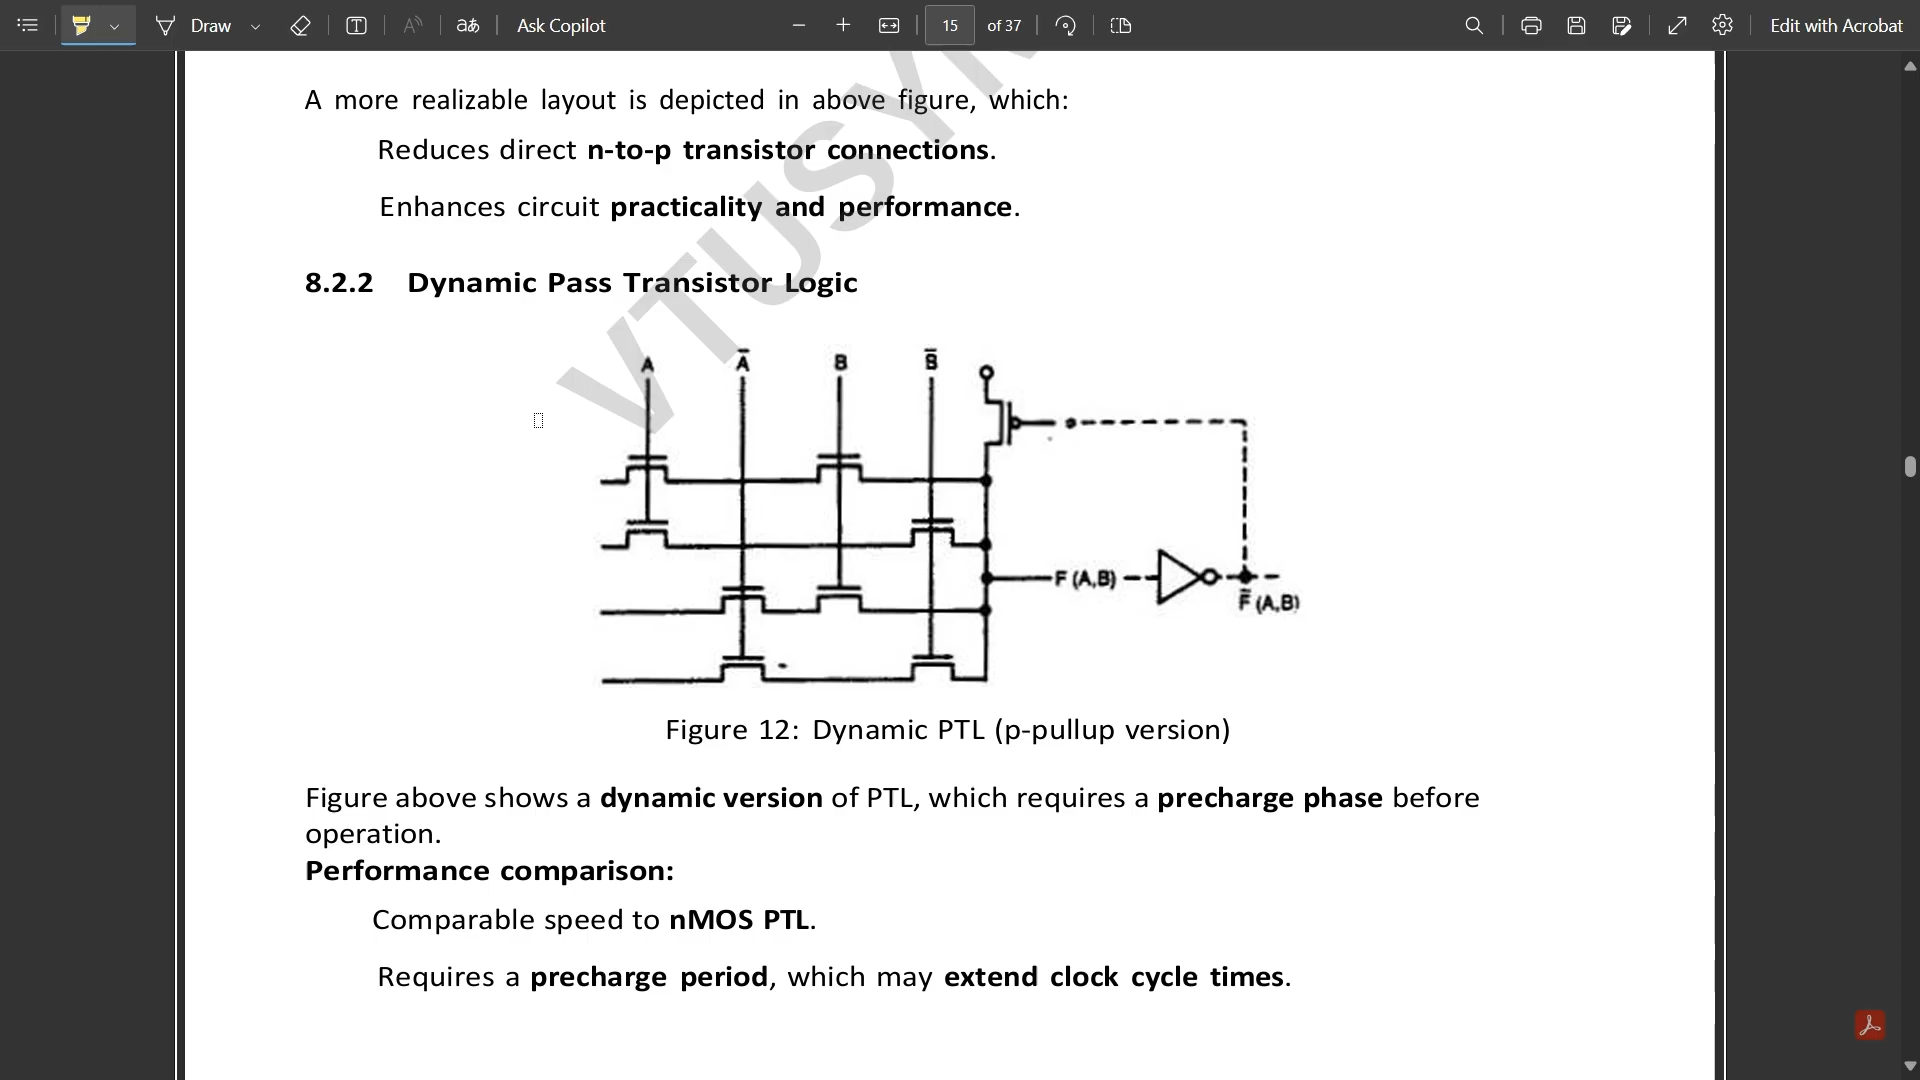 Draw
aあ
Ask Copilot
15 of 37
Edit with Acrobat
A more realizable layout is depicted in above figure, which:
Reduces direct n-to-p transistor connections.
Enhances circuit practicality and performance.
8.2.2 Dynamic Pass Transistor Logic
A A̅ B B̅
F (A,B)
F̅ (A,B)
Figure 12: Dynamic PTL (p-pullup version)
Figure above shows a dynamic version of PTL, which requires a precharge phase before
operation.
Performance comparison:
Comparable speed to nMOS PTL.
Requires a precharge period, which may extend clock cycle times.